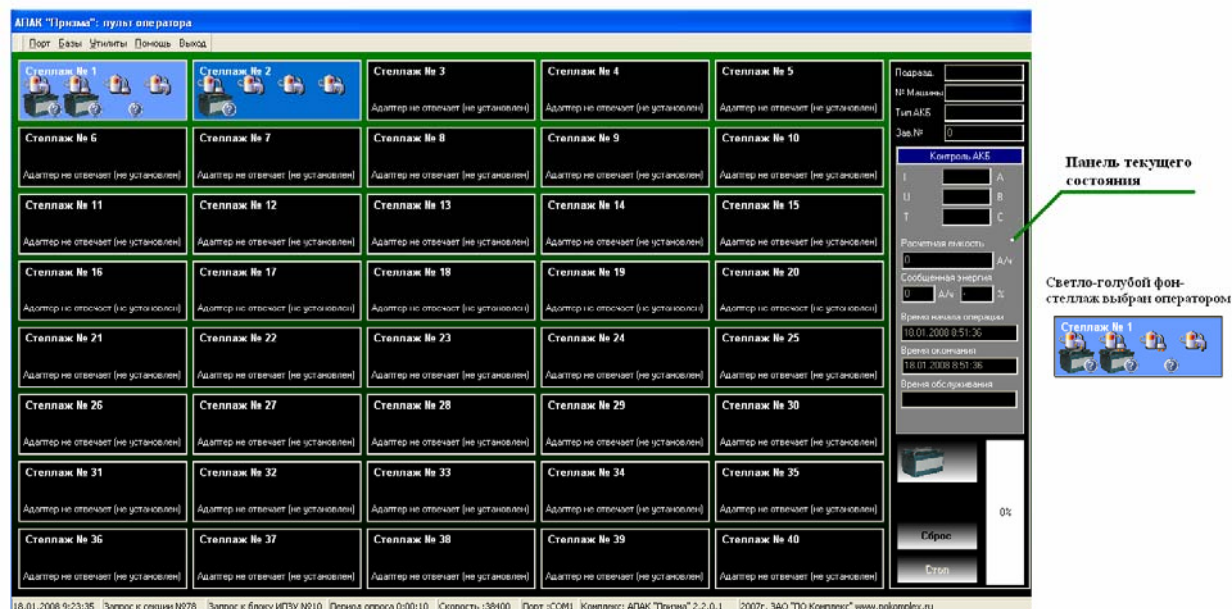 АПАК "Призма": пульт оператора
Порт Базы Утилиты Помощь Выход
Стеллаж № 1 Стеллаж № 2 Стеллаж № 3 Стеллаж № 4 Стеллаж № 5
Адаптер не отвечает (не установлен) Адаптер не отвечает (не установлен) Адаптер не отвечает (не установлен)
Стеллаж № 6 Стеллаж № 7 Стеллаж № 8 Стеллаж № 9 Стеллаж № 10
Адаптер не отвечает (не установлен) Адаптер не отвечает (не установлен) Адаптер не отвечает (не установлен) Адаптер не отвечает (не установлен) Адаптер не отвечает (не установлен)
Стеллаж № 11 Стеллаж № 12 Стеллаж № 13 Стеллаж № 14 Стеллаж № 15
Адаптер не отвечает (не установлен) Адаптер не отвечает (не установлен) Адаптер не отвечает (не установлен) Адаптер не отвечает (не установлен) Адаптер не отвечает (не установлен)
Стеллаж № 16 Стеллаж № 17 Стеллаж № 18 Стеллаж № 19 Стеллаж № 20
Адаптер не отвечает (не установлен) Адаптер не отвечает (не установлен) Адаптер не отвечает (не установлен) Адаптер не отвечает (не установлен) Адаптер не отвечает (не установлен)
Стеллаж № 21 Стеллаж № 22 Стеллаж № 23 Стеллаж № 24 Стеллаж № 25
Адаптер не отвечает (не установлен) Адаптер не отвечает (не установлен) Адаптер не отвечает (не установлен) Адаптер не отвечает (не установлен) Адаптер не отвечает (не установлен)
Стеллаж № 26 Стеллаж № 27 Стеллаж № 28 Стеллаж № 29 Стеллаж № 30
Адаптер не отвечает (не установлен) Адаптер не отвечает (не установлен) Адаптер не отвечает (не установлен) Адаптер не отвечает (не установлен) Адаптер не отвечает (не установлен)
Стеллаж № 31 Стеллаж № 32 Стеллаж № 33 Стеллаж № 34 Стеллаж № 35
Адаптер не отвечает (не установлен) Адаптер не отвечает (не установлен) Адаптер не отвечает (не установлен) Адаптер не отвечает (не установлен) Адаптер не отвечает (не установлен)
Стеллаж № 36 Стеллаж № 37 Стеллаж № 38 Стеллаж № 39 Стеллаж № 40
Адаптер не отвечает (не установлен) Адаптер не отвечает (не установлен) Адаптер не отвечает (не установлен) Адаптер не отвечает (не установлен) Адаптер не отвечает (не установлен)
Подразд.
№ Машины
Тип АКБ
Зав.№ 0
Контроль АКБ
I А
U В
T С
Расчетная емкость
0 А/ч
Сообщенная энергия
0 А/ч - %
Время начала операции
18.01.2008 8:51:36
Время окончания
18.01.2008 8:51:36
Время обслуживания
0%
Сброс
Стоп
18.01.2008 9:23:35 Запрос к секции №78 Запрос к блоку ИПЗУ №10 Период опроса 0:00:10 Скорость :38400 Порт :COM1 Комплекс: АПАК "Призма" 2.2.0.1 2007г. ЗАО "ПО Комплекс" www.pokomplex.ru
Панель текущего
состояния
Светло-голубой фон-
стеллаж выбран оператором
Стеллаж № 1